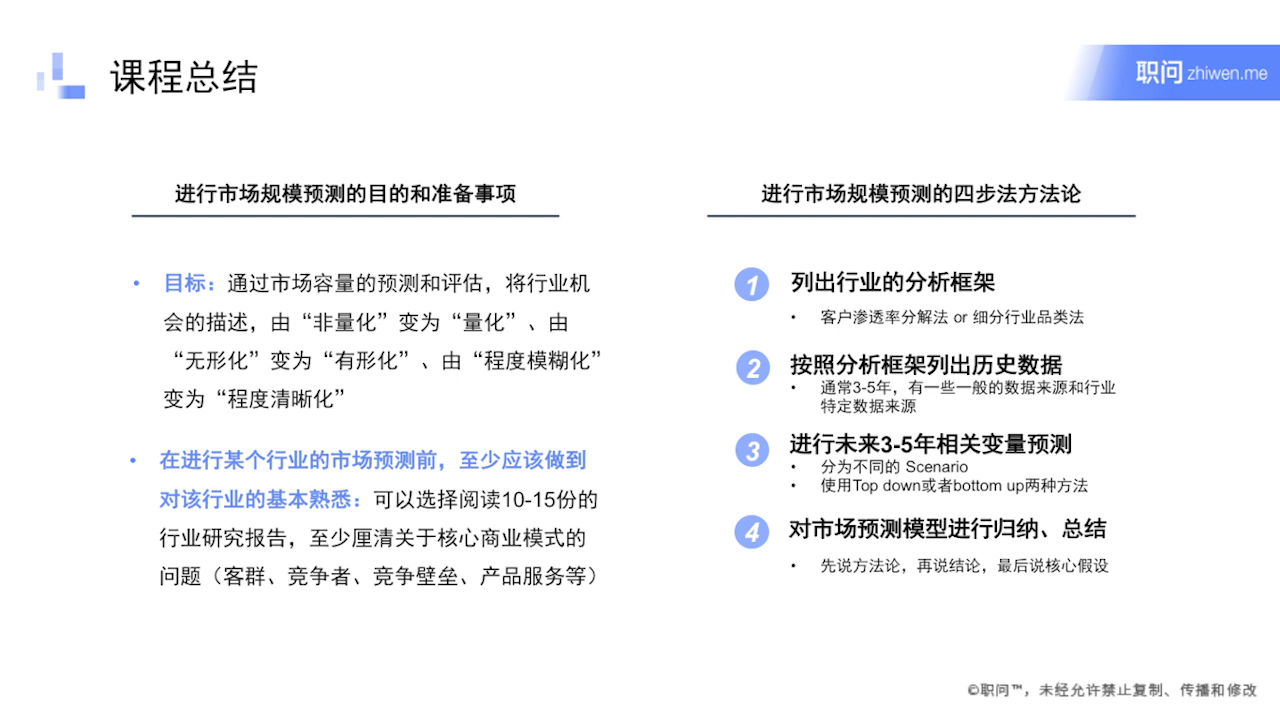 课程总结
职问 zhiwen.me
进行市场规模预测的目的和准备事项
• 目标：通过市场容量的预测和评估，将行业机
会的描述，由“非量化”变为“量化”、由
“无形化”变为“有形化”、由“程度模糊化”
变为“程度清晰化”
• 在进行某个行业的市场预测前，至少应该做到
对该行业的基本熟悉：可以选择阅读10-15份的
行业研究报告，至少厘清关于核心商业模式的
问题（客群、竞争者、竞争壁垒、产品服务等）
进行市场规模预测的四步法方法论
1 列出行业的分析框架
• 客户渗透率分解法 or 细分行业品类法
2 按照分析框架列出历史数据
• 通常3-5年，有一些一般的数据来源和行业
特定数据来源
3 进行未来3-5年相关变量预测
• 分为不同的 Scenario
• 使用Top down或者bottom up两种方法
4 对市场预测模型进行归纳、总结
• 先说方法论，再说结论，最后说核心假设
©职问™，未经允许禁止复制、传播和修改